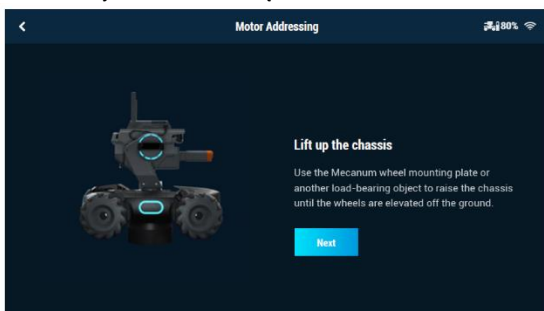 Motor Addressing
80%
Lift up the chassis
Use the Mecanum wheel mounting plate or
another load-bearing object to raise the chassis
until the wheels are elevated off the ground.
Next